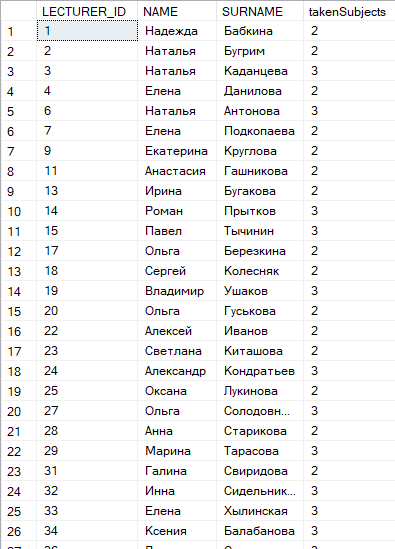 LECTURER_ID NAME SURNAME takenSubjects
1 1 Надежда Бабкина 2
2 2 Наталья Бугрим 2
3 3 Наталья Каданцева 3
4 4 Елена Данилова 2
5 6 Наталья Антонова 3
6 7 Елена Подкопаева 2
7 9 Екатерина Круглова 2
8 11 Анастасия Гашникова 2
9 13 Ирина Бугакова 2
10 14 Роман Прытков 3
11 15 Павел Тычинин 3
12 17 Ольга Березкина 2
13 18 Сергей Колесняк 2
14 19 Владимир Ушаков 3
15 20 Ольга Гуськова 2
16 22 Алексей Иванов 2
17 23 Светлана Киташова 2
18 24 Александр Кондратьев 3
19 25 Оксана Лукинова 2
20 27 Ольга Солодовн... 3
21 28 Анна Старикова 2
22 29 Марина Тарасова 3
23 31 Галина Свиридова 2
24 32 Инна Сидельник... 3
25 33 Елена Хылинская 3
26 34 Ксения Балабанова 3